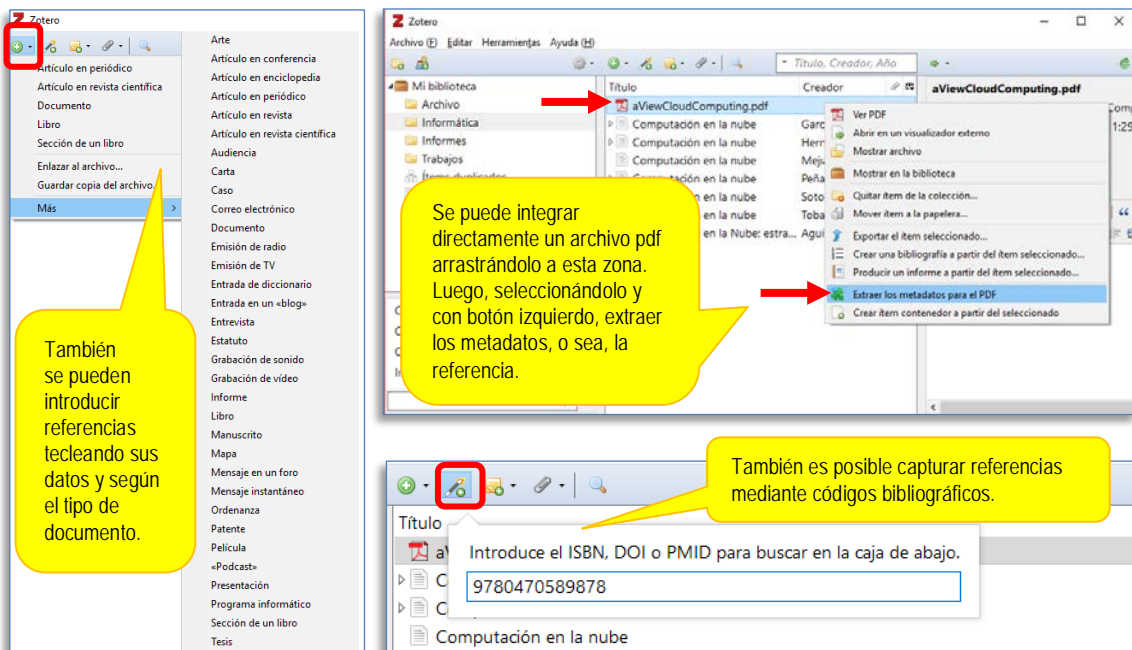 Zotero
Artículo en periódico
Artículo en revista científica
Documento
Libro
Sección de un libro
Enlazar al archivo...
Guardar copia del archivo.
Más
Arte
Artículo en conferencia
Artículo en enciclopedia
Artículo en periódico
Artículo en revista
Artículo en revista científica
Audiencia
Carta
Caso
Correo electrónico
Documento
Emisión de radio
Emisión de TV
Entrada de diccionario
Entrada en un «blog»
Entrevista
Estatuto
Grabación de sonido
Grabación de vídeo
Informe
Libro
Manuscrito
Mapa
Mensaje en un foro
Mensaje instantáneo
Ordenanza
Patente
Película
«Podcast»
Presentación
Programa informático
Sección de un libro
Tesis
También
se pueden
introducir
referencias
tecleando sus
datos y según
el tipo de
documento.
Zotero
Archivo (F) Editar Herramientas Ayuda (H)
Título, Creador, Año
Mi biblioteca
Archivo
Informática
Informes
Trabajos
Ítems duplicados
Título Creador
aViewCloudComputing.pdf
Computación en la nube Garc
Computación en la nube Hern
Computación en la nube Mejí
Computación en la nube Peña
en la nube Soto
en la nube Toba
en la Nube: estra... Agui
aViewCloudComputing.pdf
1:29
Ver PDF
Abrir en un visualizador externo
Mostrar archivo
Mostrar en la biblioteca
Quitar ítem de la colección...
Mover ítem a la papelera...
Exportar el ítem seleccionado...
Crear una bibliografía a partir del ítem seleccionado...
Producir un informe a partir del ítem seleccionado...
Extraer los metadatos para el PDF
Crear ítem contenedor a partir del seleccionado
Se puede integrar
directamente un archivo pdf
arrastrándolo a esta zona.
Luego, seleccionándolo y
con botón izquierdo, extraer
los metadatos, o sea, la
referencia.
También es posible capturar referencias
mediante códigos bibliográficos.
Título
Introduce el ISBN, DOI o PMID para buscar en la caja de abajo.
9780470589878
Computación en la nube